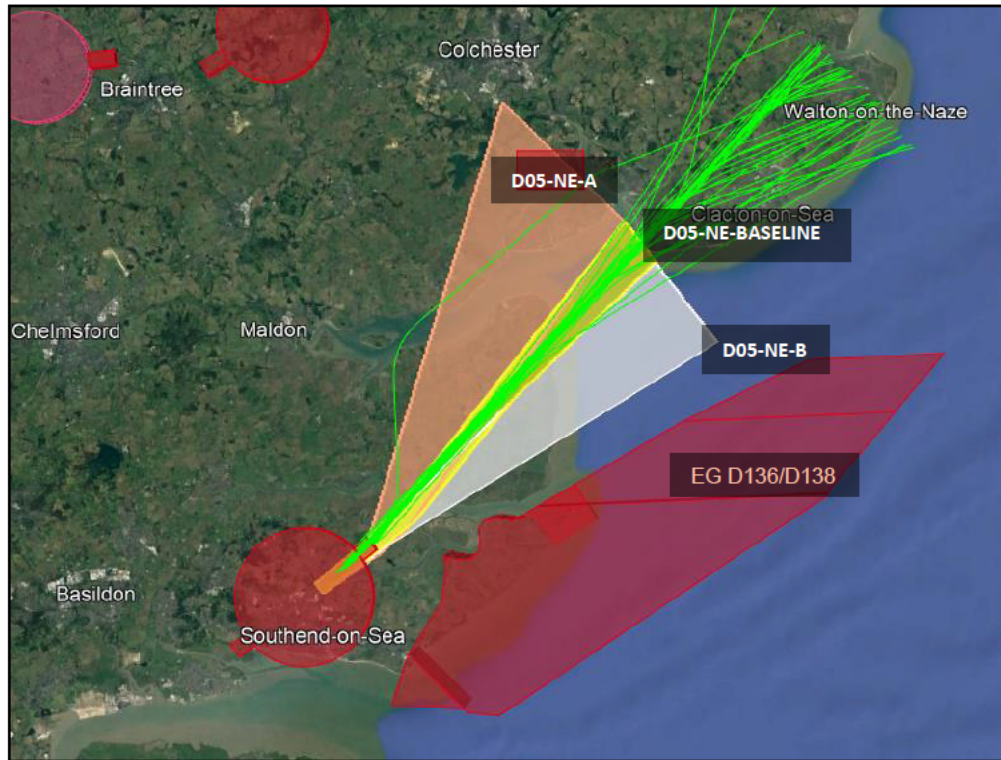 Colchester
Braintree
Walton-on-the-Naze
D05-NE-A
Clacton-on-Sea
D05-NE-BASELINE
Chelmsford
Maldon
D05-NE-B
EG D136/D138
Basildon
Southend-on-Sea